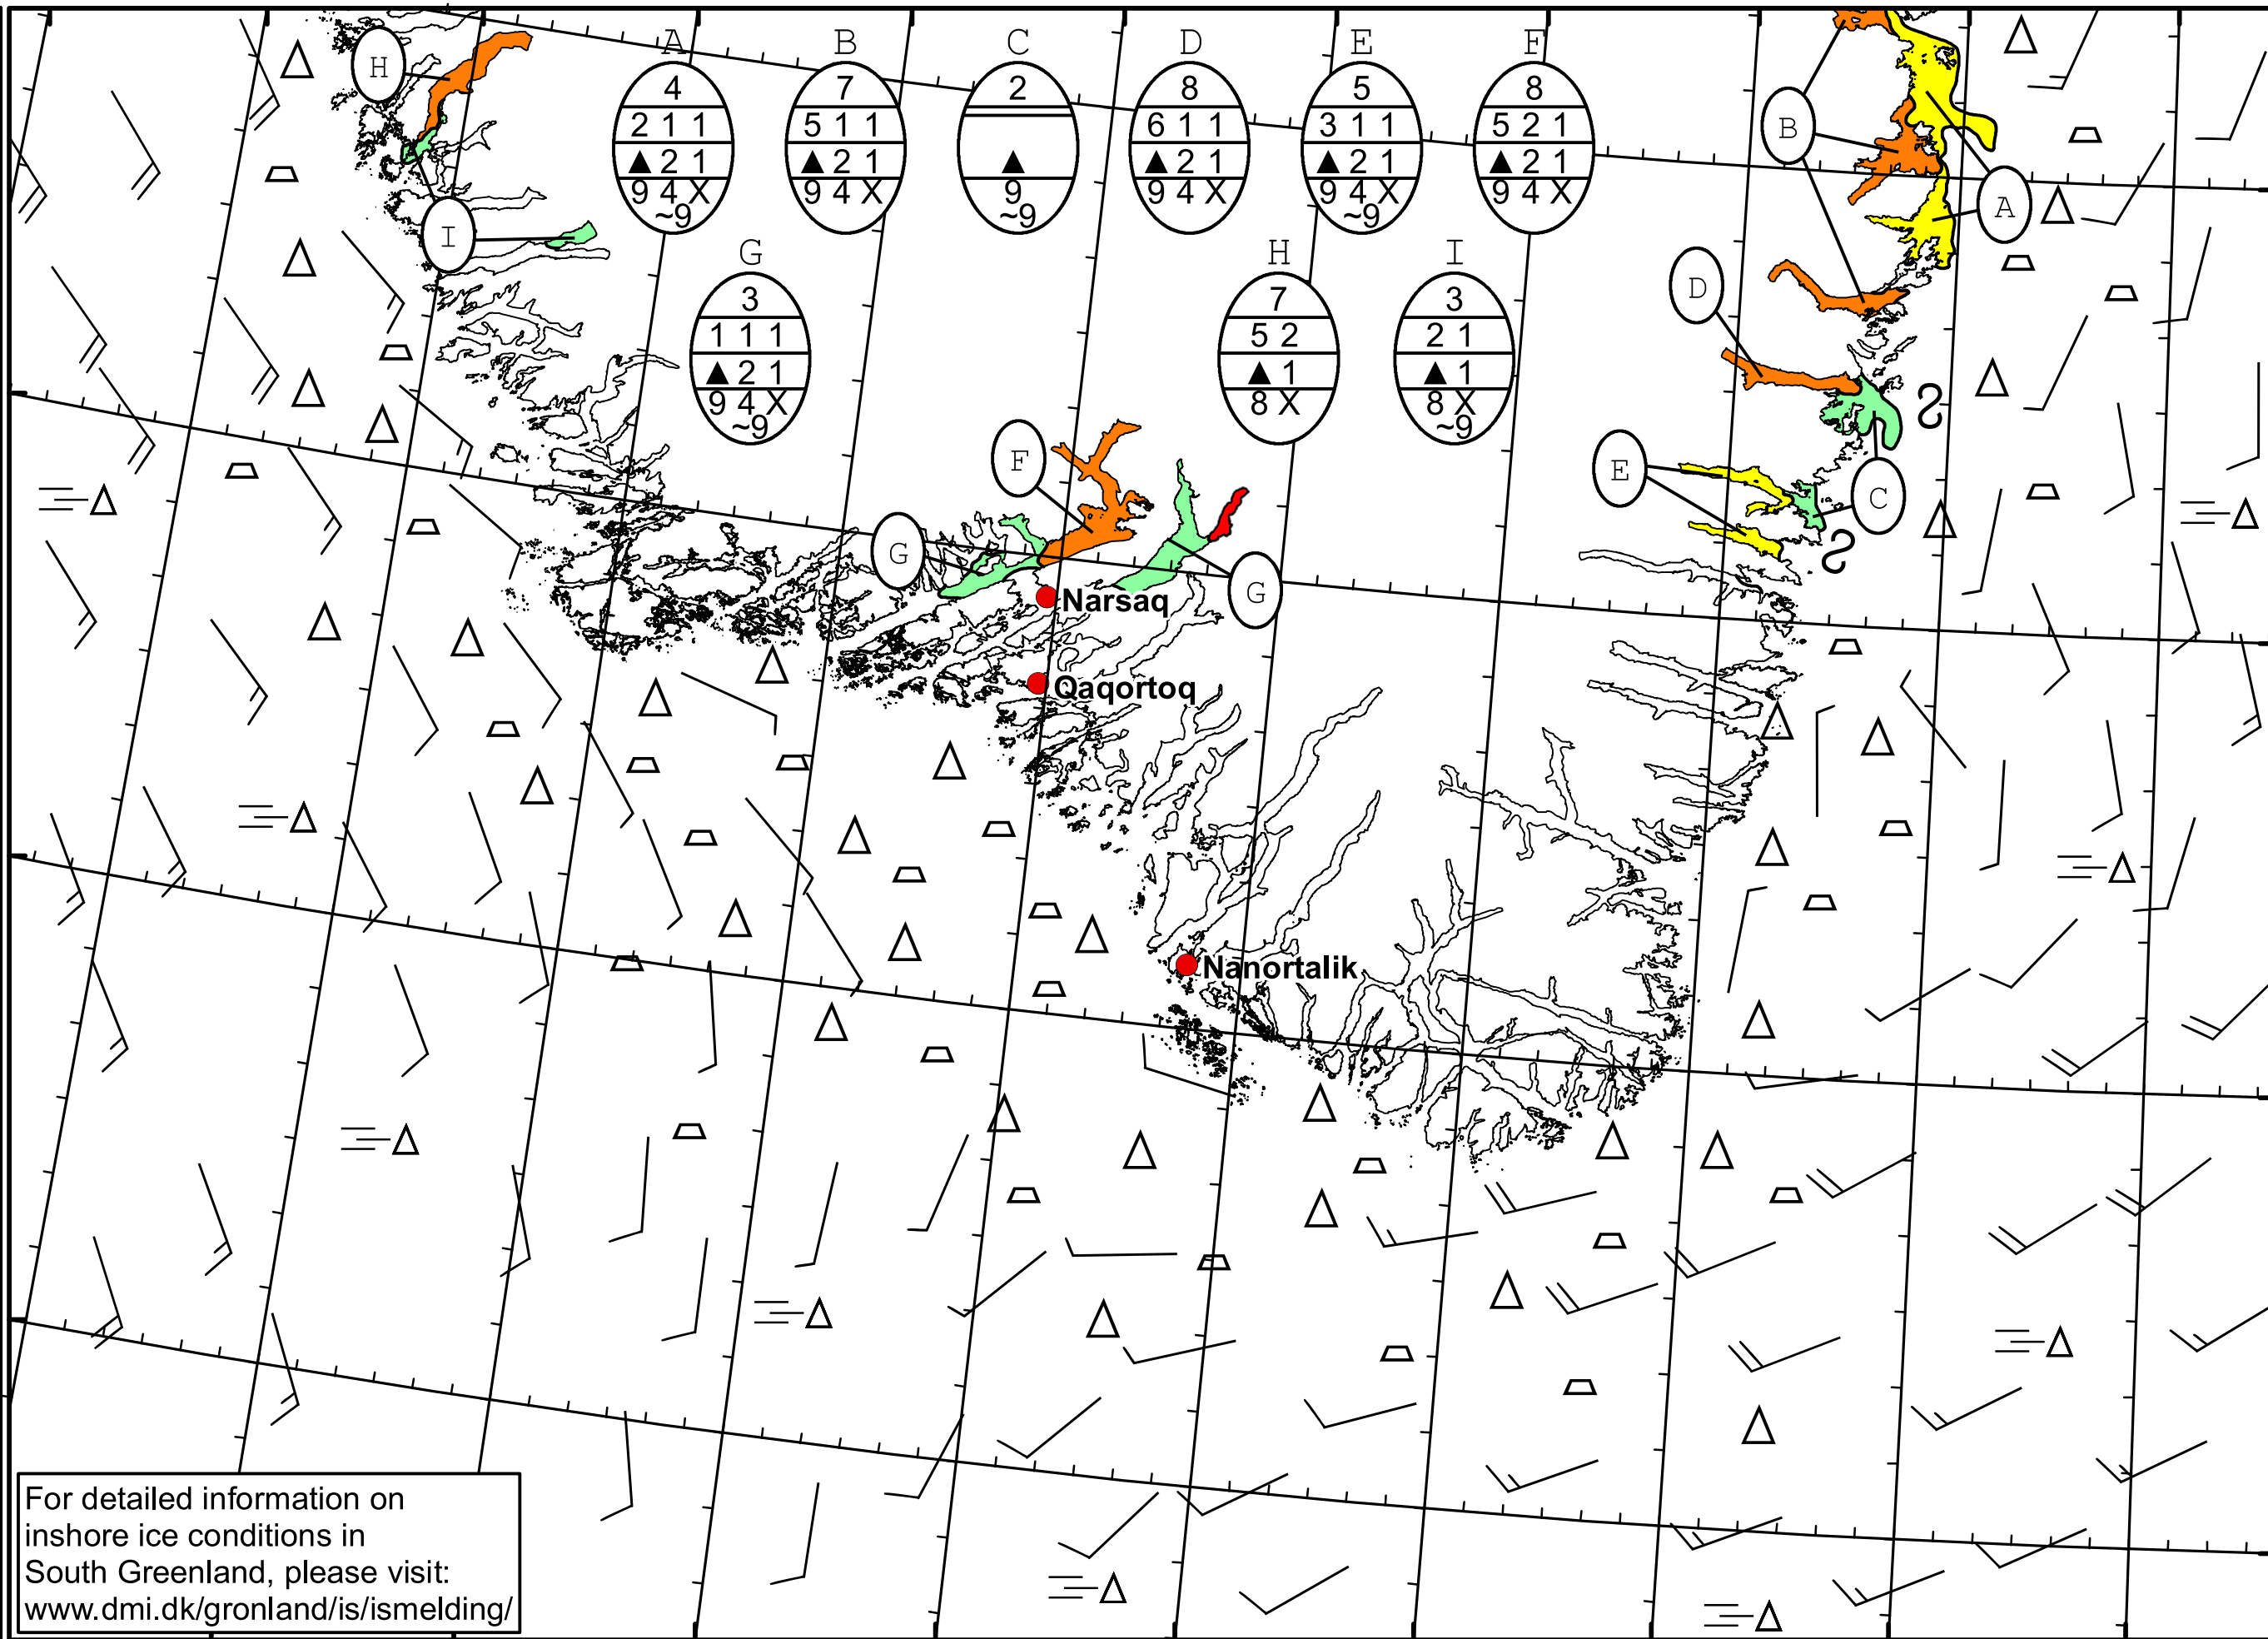 A B C D E F
4 7 2 8 5 8
2 1 1 5 1 1 6 1 1 3 1 1 5 2 1
▲ 2 1 ▲ 2 1 ▲ ▲ 2 1 ▲ 2 1 ▲ 2 1
9 4 X 9 4 X 9 9 4 X 9 4 X 9 4 X
~9 ~9 ~9
G H I
3 7 3
1 1 1 5 2 2 1
▲ 2 1 ▲ 1 ▲ 1
9 4 X 8 X 8 X
~9 ~9
H
B
A
I
D
F
E
C
G
G
Narsaq
Qaqortoq
Nanortalik
For detailed information on
inshore ice conditions in
South Greenland, please visit:
www.dmi.dk/gronland/is/ismelding/